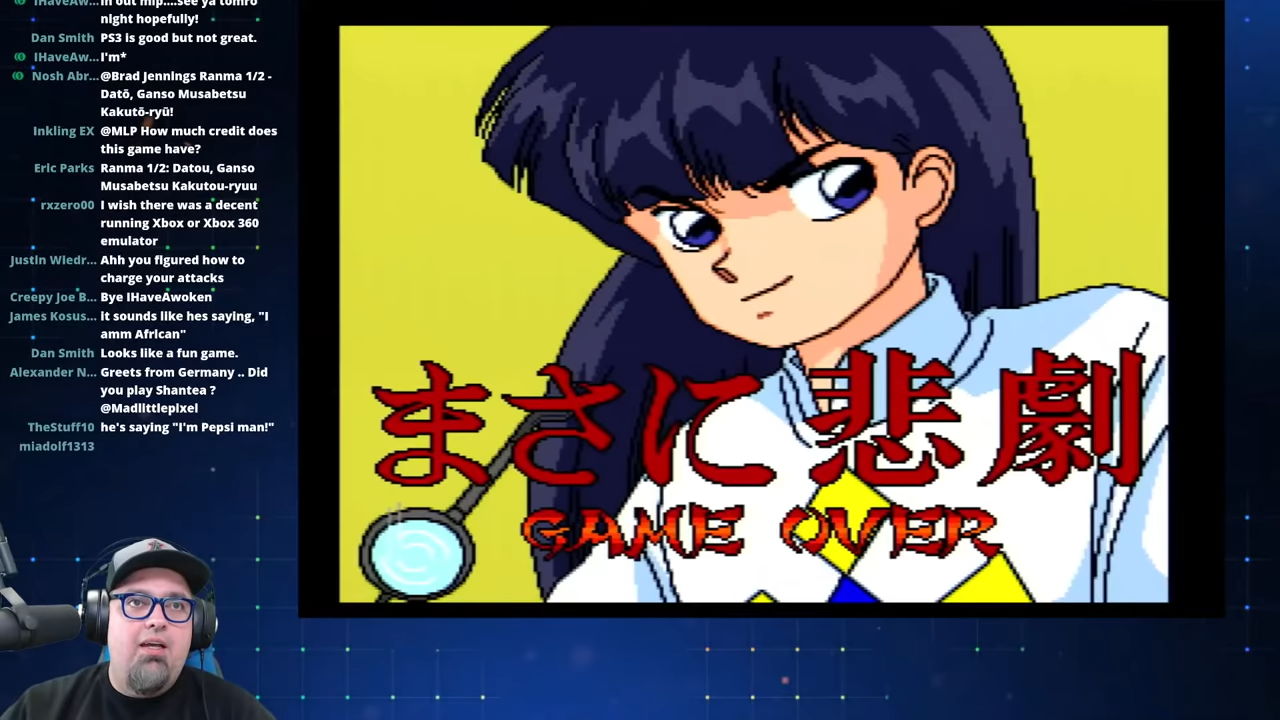 IHaveAw... in out mlp....see ya tomro
night hopefully!
Dan Smith PS3 is good but not great.
IHaveAw... I'm*
Nosh Abr... @Brad Jennings Ranma 1/2 -
Datō, Ganso Musabetsu
Kakutō-ryū!
Inkling EX @MLP How much credit does
this game have?
Eric Parks Ranma 1/2: Datou, Ganso
Musabetsu Kakutou-ryuu
rxzero00 I wish there was a decent
running Xbox or Xbox 360
emulator
Justin Wiedr... Ahh you figured how to
charge your attacks
Creepy Joe B... Bye IHaveAwoken
James Kosus... it sounds like hes saying, "I
amm African"
Dan Smith Looks like a fun game.
Alexander N... Greets from Germany .. Did
you play Shantea ?
@Madlittlepixel
TheStuff10 he's saying "I'm Pepsi man!"
miadolf1313
まさに悲劇
GAME OVER